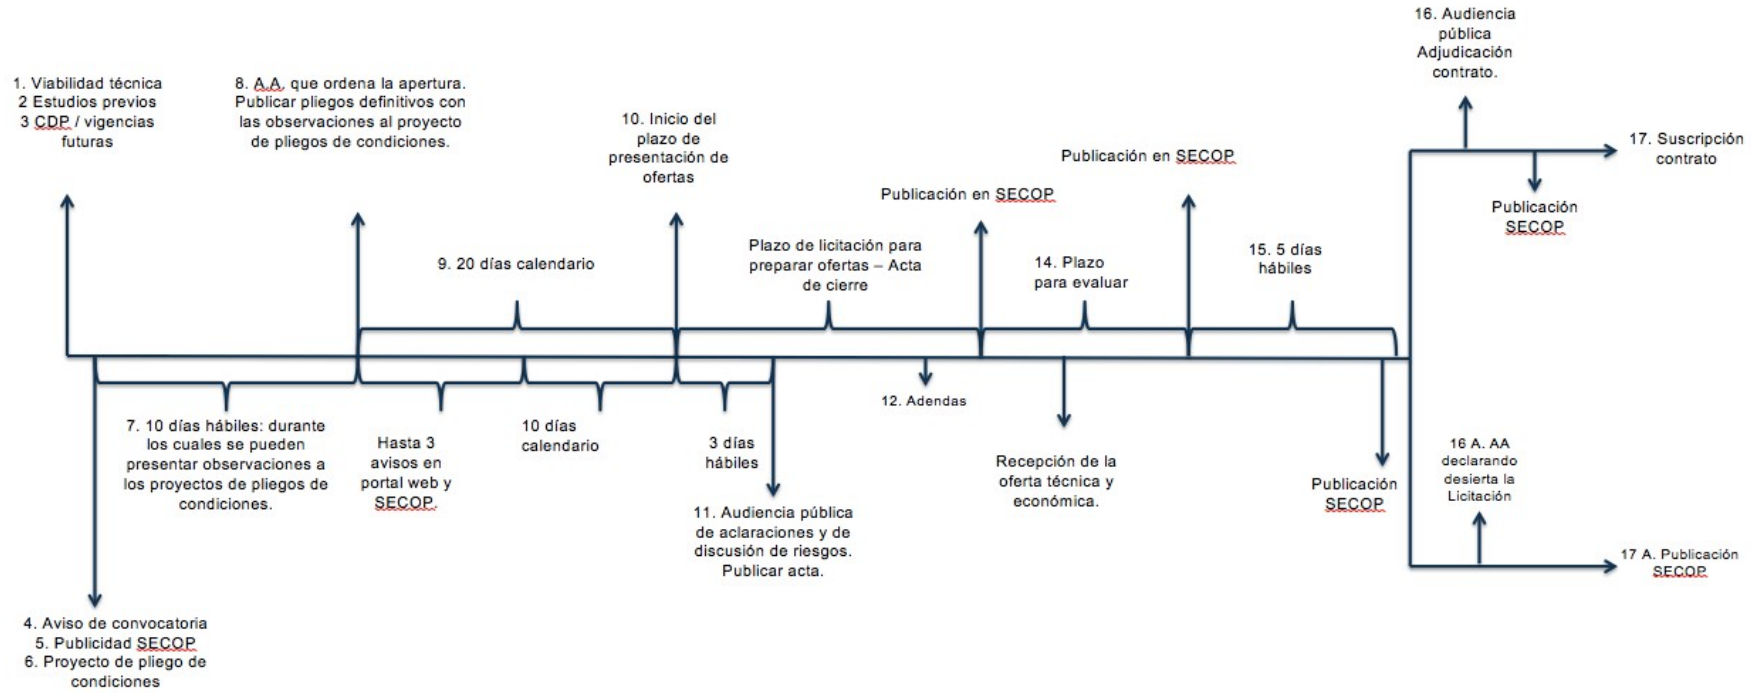 1. Viabilidad técnica
2 Estudios previos
3 CDP / vigencias
futuras
8. A.A. que ordena la apertura.
Publicar pliegos definitivos con
las observaciones al proyecto
de pliegos de condiciones.
10. Inicio del
plazo de
presentación de
ofertas
Publicación en SECOP
Publicación en SECOP
16. Audiencia
pública
Adjudicación
contrato.
17. Suscripción
contrato
Publicación
SECOP
9. 20 días calendario
Plazo de licitación para
preparar ofertas – Acta
de cierre
14. Plazo
para evaluar
15. 5 días
hábiles
7. 10 días hábiles: durante
los cuales se pueden
presentar observaciones a
los proyectos de pliegos de
condiciones.
Hasta 3
avisos en
portal web y
SECOP.
10 días
calendario
3 días
hábiles
11. Audiencia pública
de aclaraciones y de
discusión de riesgos.
Publicar acta.
12. Adendas
Recepción de la
oferta técnica y
económica.
Publicación
SECOP
16 A. AA
declarando
desierta la
Licitación
17 A. Publicación
SECOP
4. Aviso de convocatoria
5. Publicidad SECOP
6. Proyecto de pliego de
condiciones